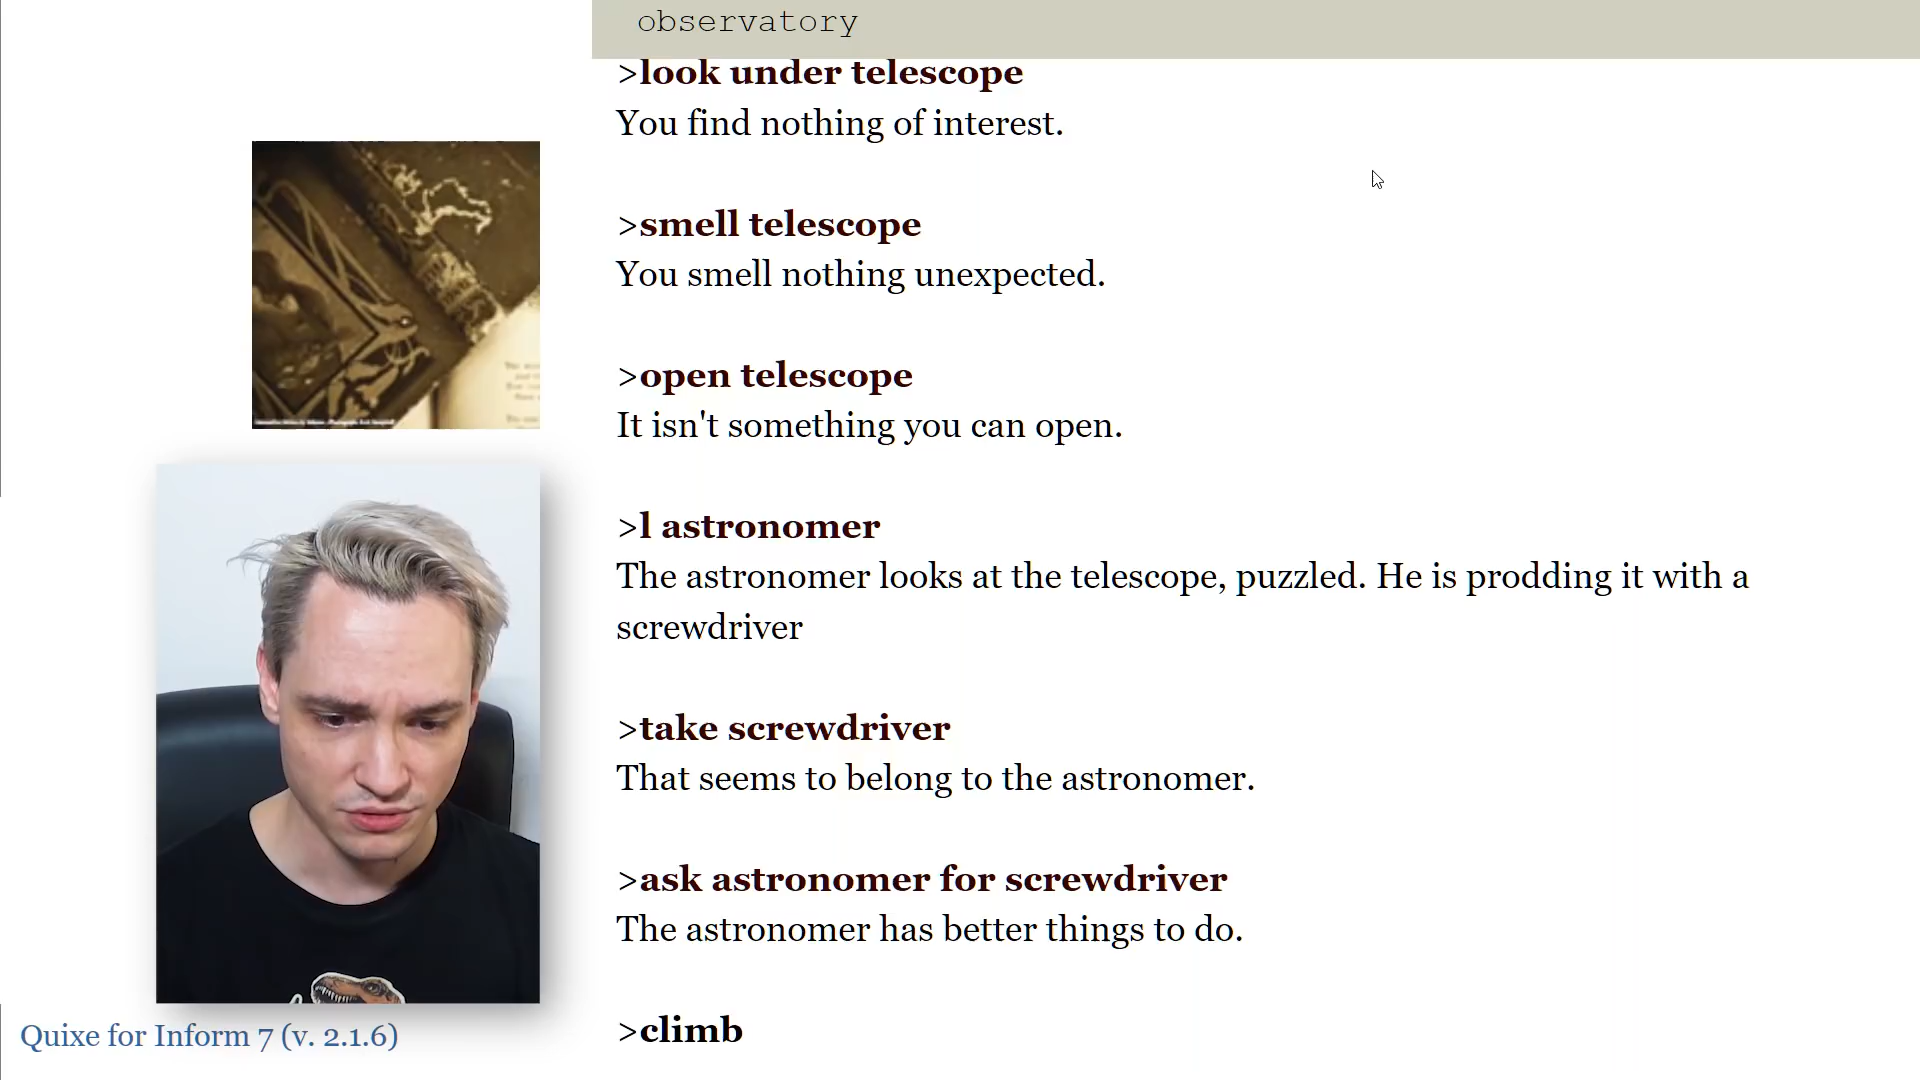 observatory
>look under telescope
You find nothing of interest.
>smell telescope
You smell nothing unexpected.
>open telescope
It isn't something you can open.
>l astronomer
The astronomer looks at the telescope, puzzled. He is prodding it with a
screwdriver
>take screwdriver
That seems to belong to the astronomer.
>ask astronomer for screwdriver
The astronomer has better things to do.
>climb
Quixe for Inform 7 (v. 2.1.6)